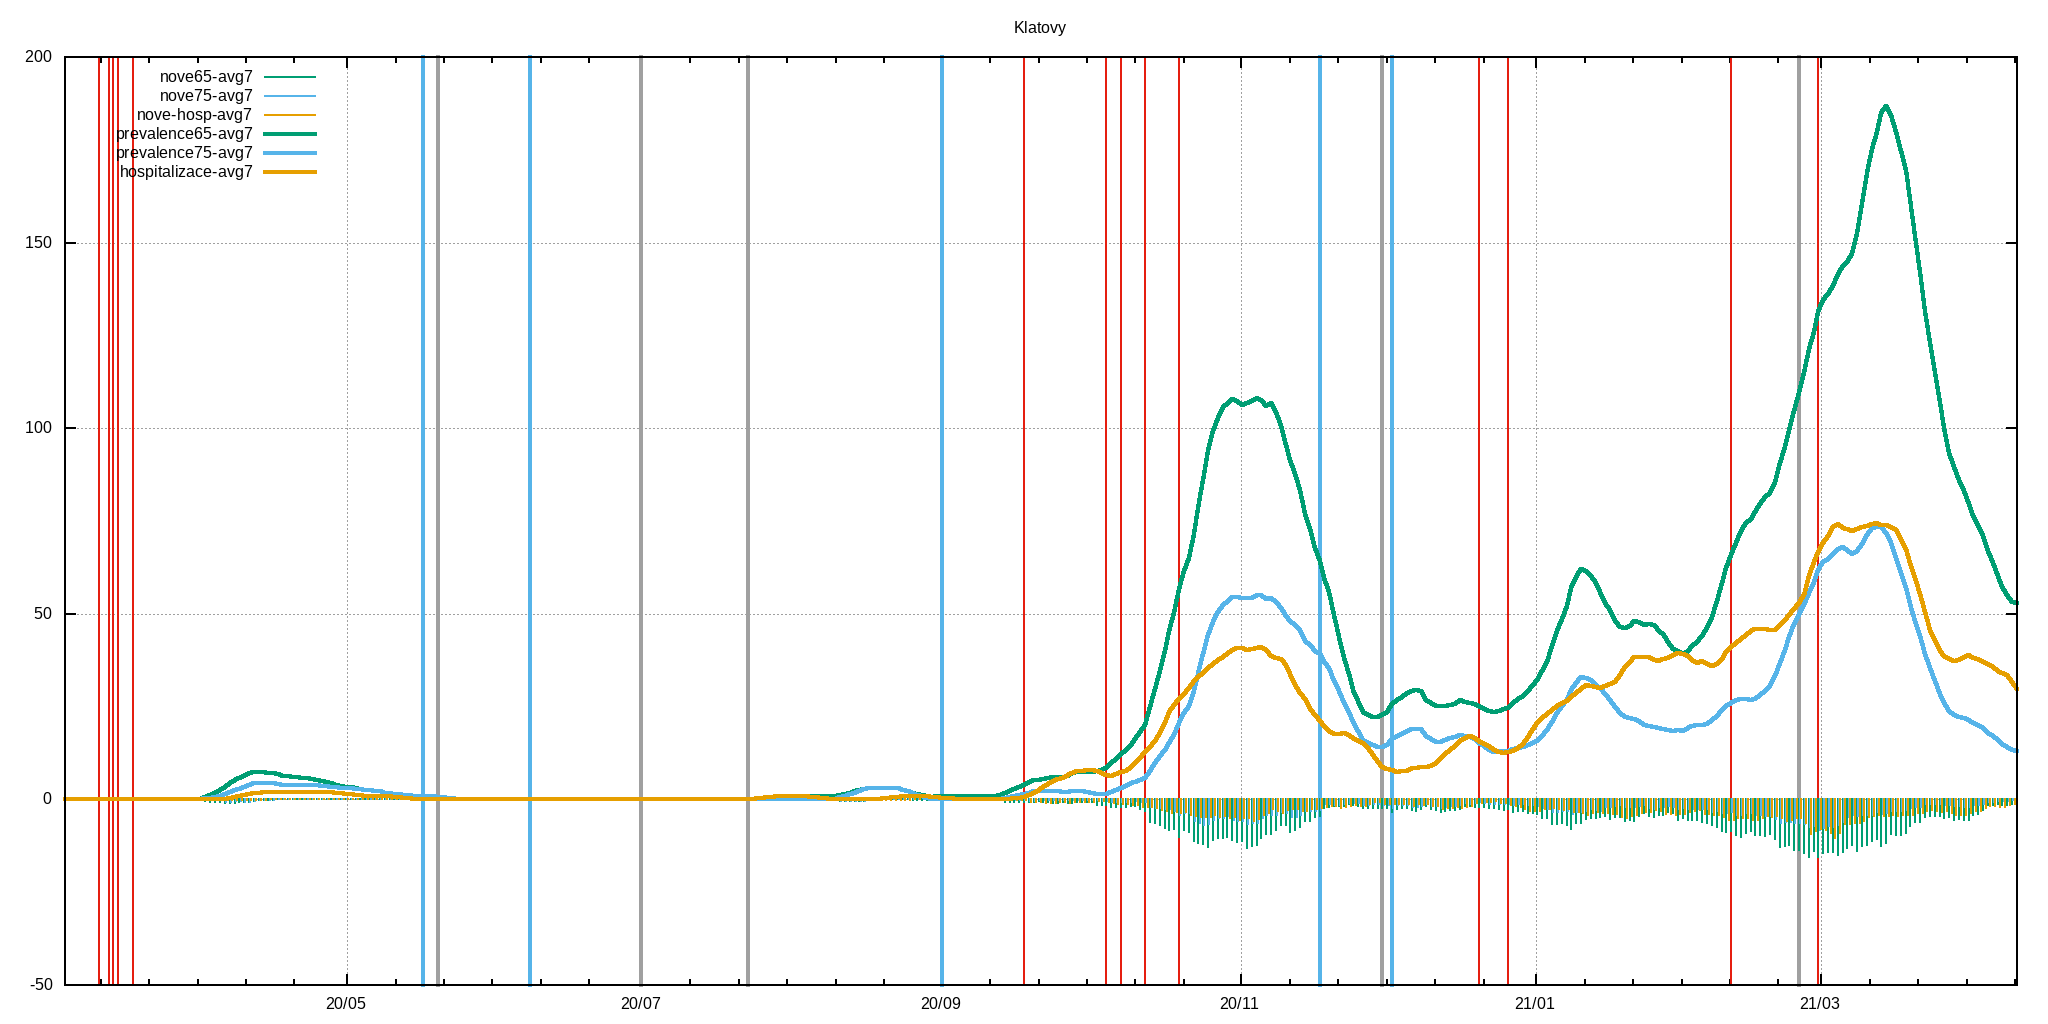 Klatovy
200
150
100
50
0
-50
nove65-avg7
nove75-avg7
nove-hosp-avg7
prevalence65-avg7
prevalence75-avg7
hospitalizace-avg7
20/05 20/07 20/09 20/11 21/01 21/03